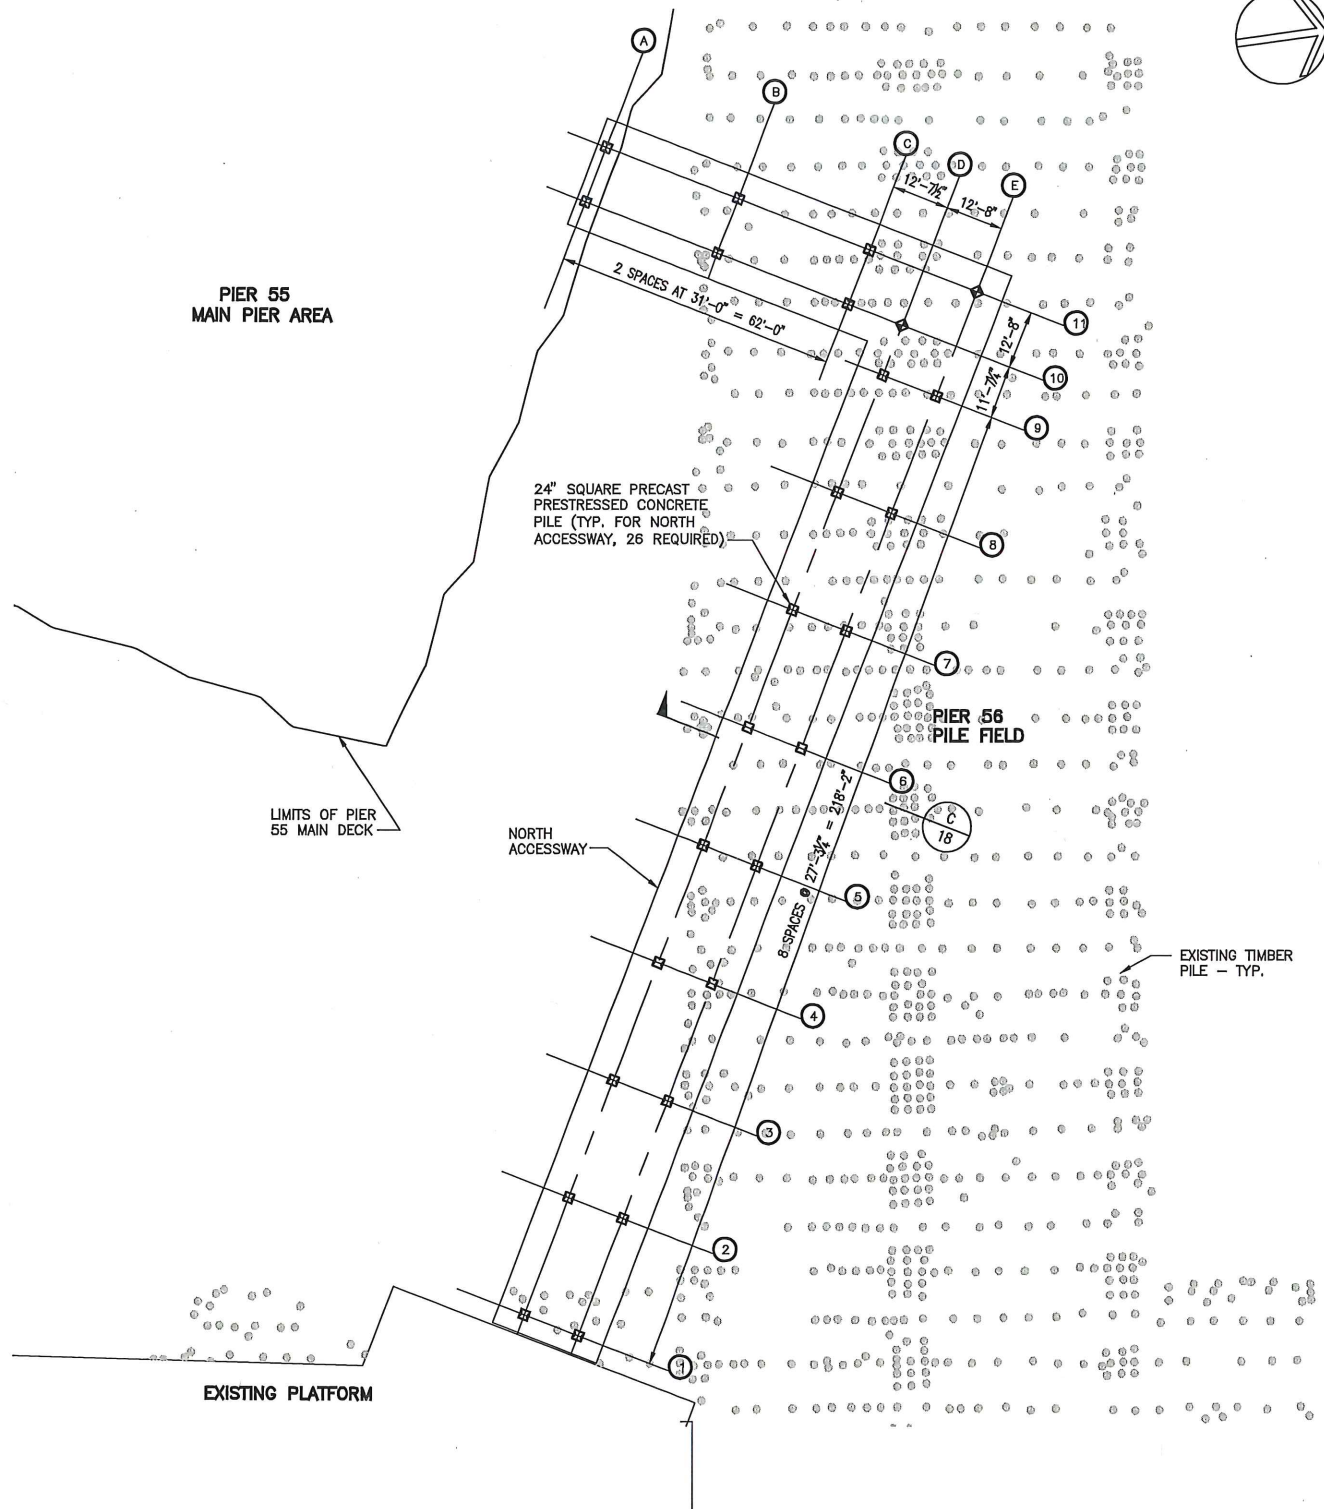 A
B
C
D
E
12'-7½"
12'-8"
2 SPACES AT 31'-0" = 62'-0"
PIER 55
MAIN PIER AREA
11
12'-8"
10
11'-7¼"
9
24" SQUARE PRECAST
PRESTRESSED CONCRETE
PILE (TYP. FOR NORTH
ACCESSWAY, 26 REQUIRED)
8
7
PIER 56
PILE FIELD
6
LIMITS OF PIER
55 MAIN DECK
NORTH
ACCESSWAY
C
18
8 SPACES @ 27'-3¼" = 218'-2"
5
EXISTING TIMBER
PILE - TYP.
4
3
2
1
EXISTING PLATFORM